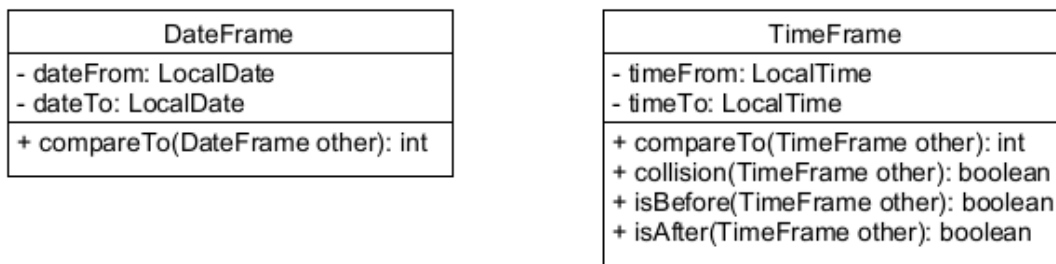 DateFrame
- dateFrom: LocalDate
- dateTo: LocalDate
+ compareTo(DateFrame other): int
TimeFrame
- timeFrom: LocalTime
- timeTo: LocalTime
+ compareTo(TimeFrame other): int
+ collision(TimeFrame other): boolean
+ isBefore(TimeFrame other): boolean
+ isAfter(TimeFrame other): boolean